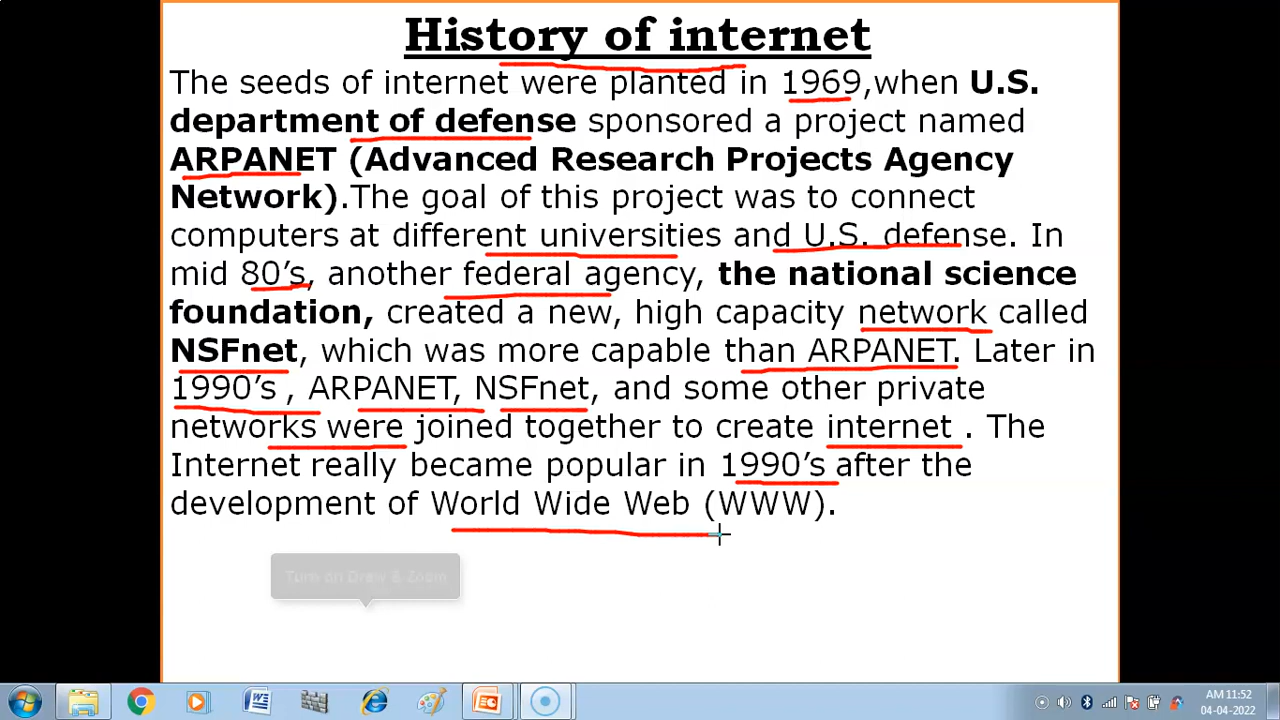 History of internet
The seeds of internet were planted in 1969,when U.S.
department of defense sponsored a project named
ARPANET (Advanced Research Projects Agency
Network).The goal of this project was to connect
computers at different universities and U.S. defense. In
mid 80's, another federal agency, the national science
foundation, created a new, high capacity network called
NSFnet, which was more capable than ARPANET. Later in
1990's , ARPANET, NSFnet, and some other private
networks were joined together to create internet . The
Internet really became popular in 1990's after the
development of World Wide Web (WWW).
Turn on Draw & Zoom
AM 11:52
04-04-2022